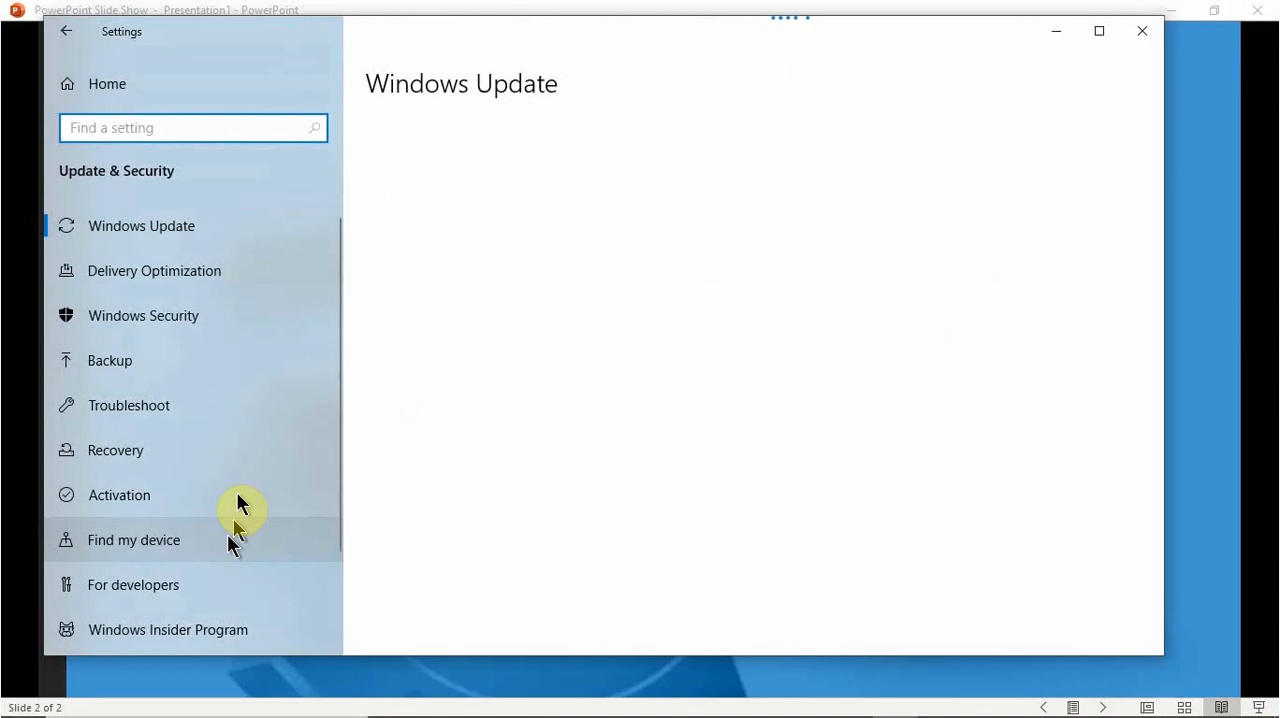 PowerPoint Slide Show - Presentation1 - PowerPoint
Settings
Home
Find a setting
Update & Security
Windows Update
Delivery Optimization
Windows Security
Backup
Troubleshoot
Recovery
Activation
Find my device
For developers
Windows Insider Program
Windows Update
Slide 2 of 2